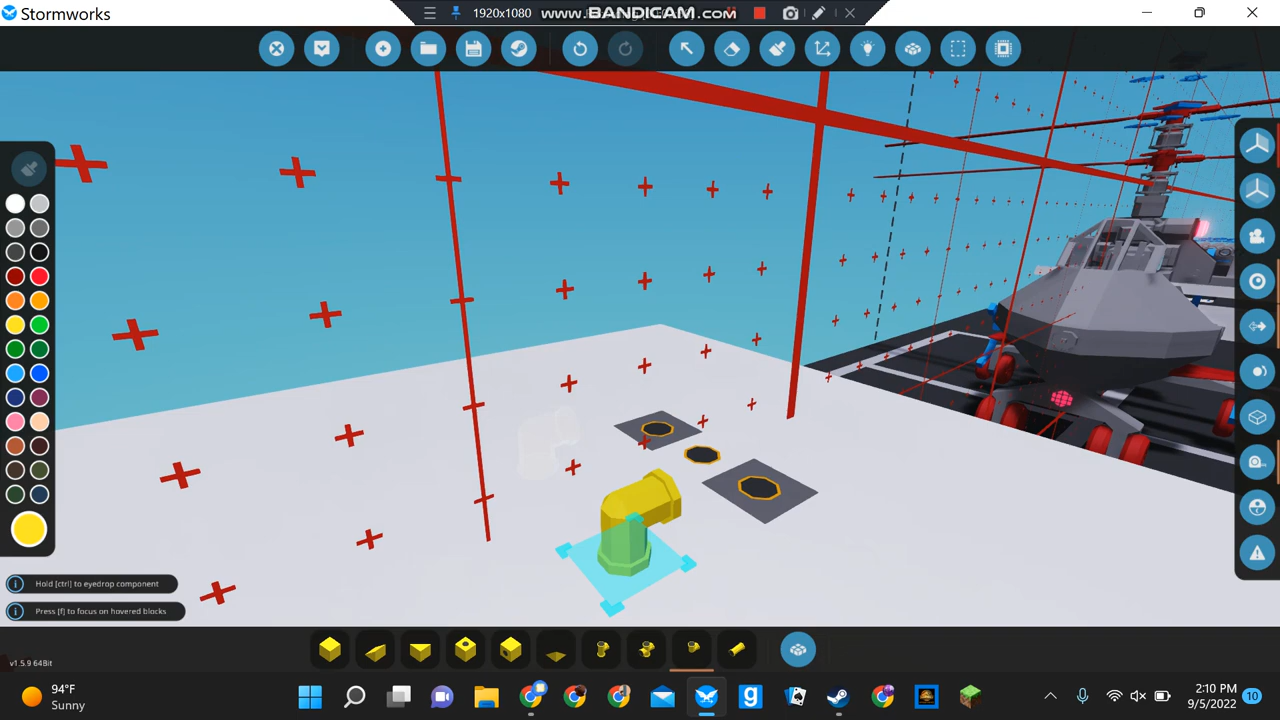 Stormworks
1920x1080
www.BANDICAM.com
Hold [ctrl] to eyedrop component
Press [f] to focus on hovered blocks
v1.5.9 64Bit
94°F
Sunny
2:10 PM
9/5/2022
10